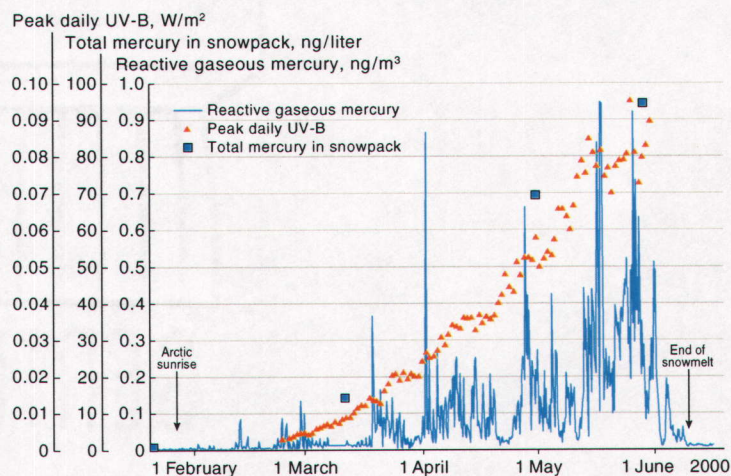 Peak daily UV-B, W/m²
Total mercury in snowpack, ng/liter
Reactive gaseous mercury, ng/m³
0.10 100 1.0
0.09 90 0.9
0.08 80 0.8
0.07 70 0.7
0.06 60 0.6
0.05 50 0.5
0.04 40 0.4
0.03 30 0.3
0.02 20 0.2
0.01 10 0.1
0 0 0
Reactive gaseous mercury
Peak daily UV-B
Total mercury in snowpack
Arctic
sunrise
End of
snowmelt
1 February 1 March 1 April 1 May 1 June 2000